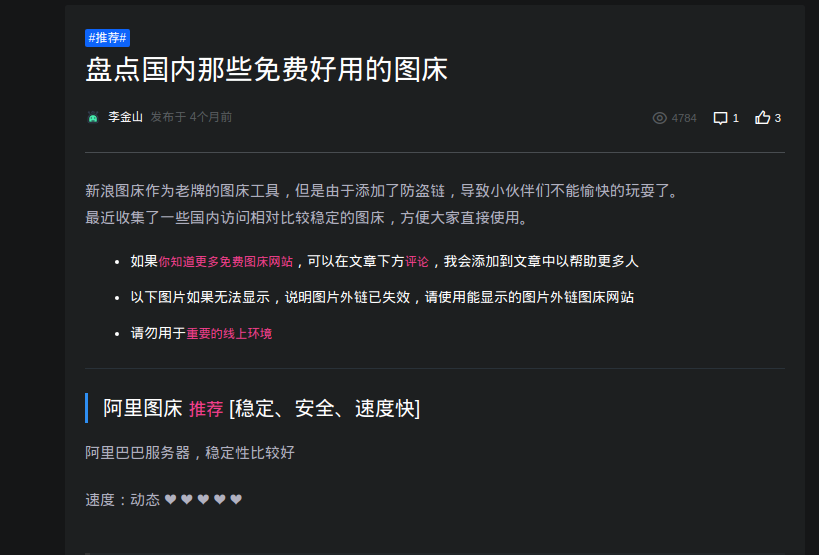 #推荐#
盘点国内那些免费好用的图床
李金山 发布于 4个月前 4784 1 3
新浪图床作为老牌的图床工具，但是由于添加了防盗链，导致小伙伴们不能愉快的玩耍了。
最近收集了一些国内访问相对比较稳定的图床，方便大家直接使用。
如果你知道更多免费图床网站，可以在文章下方评论，我会添加到文章中以帮助更多人
以下图片如果无法显示，说明图片外链已失效，请使用能显示的图片外链图床网站
请勿用于重要的线上环境
阿里图床 推荐 [稳定、安全、速度快]
阿里巴巴服务器，稳定性比较好
速度：动态 ❤❤❤❤❤